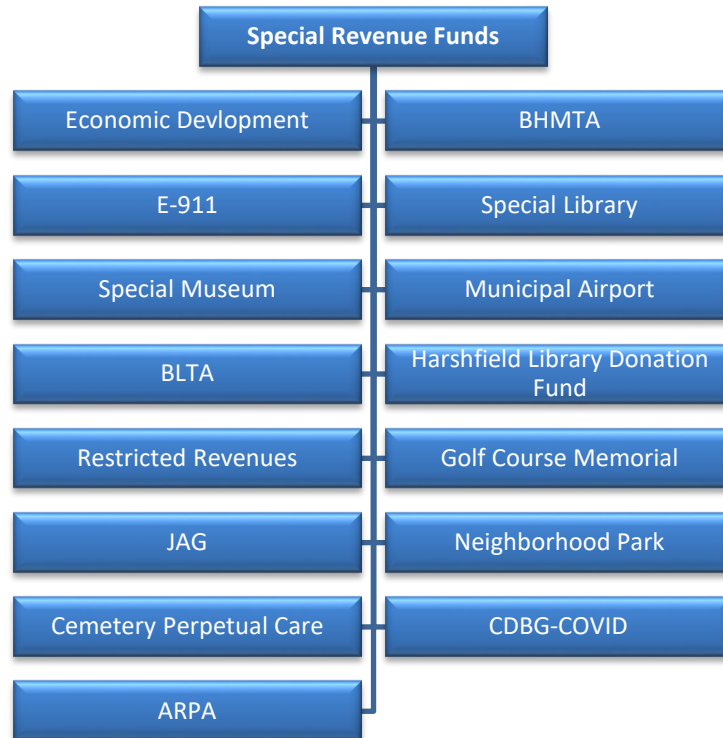 Special Revenue Funds
Economic Devlopment
BHMTA
E-911
Special Library
Special Museum
Municipal Airport
BLTA
Harshfield Library Donation
Fund
Restricted Revenues
Golf Course Memorial
JAG
Neighborhood Park
Cemetery Perpetual Care
CDBG-COVID
ARPA